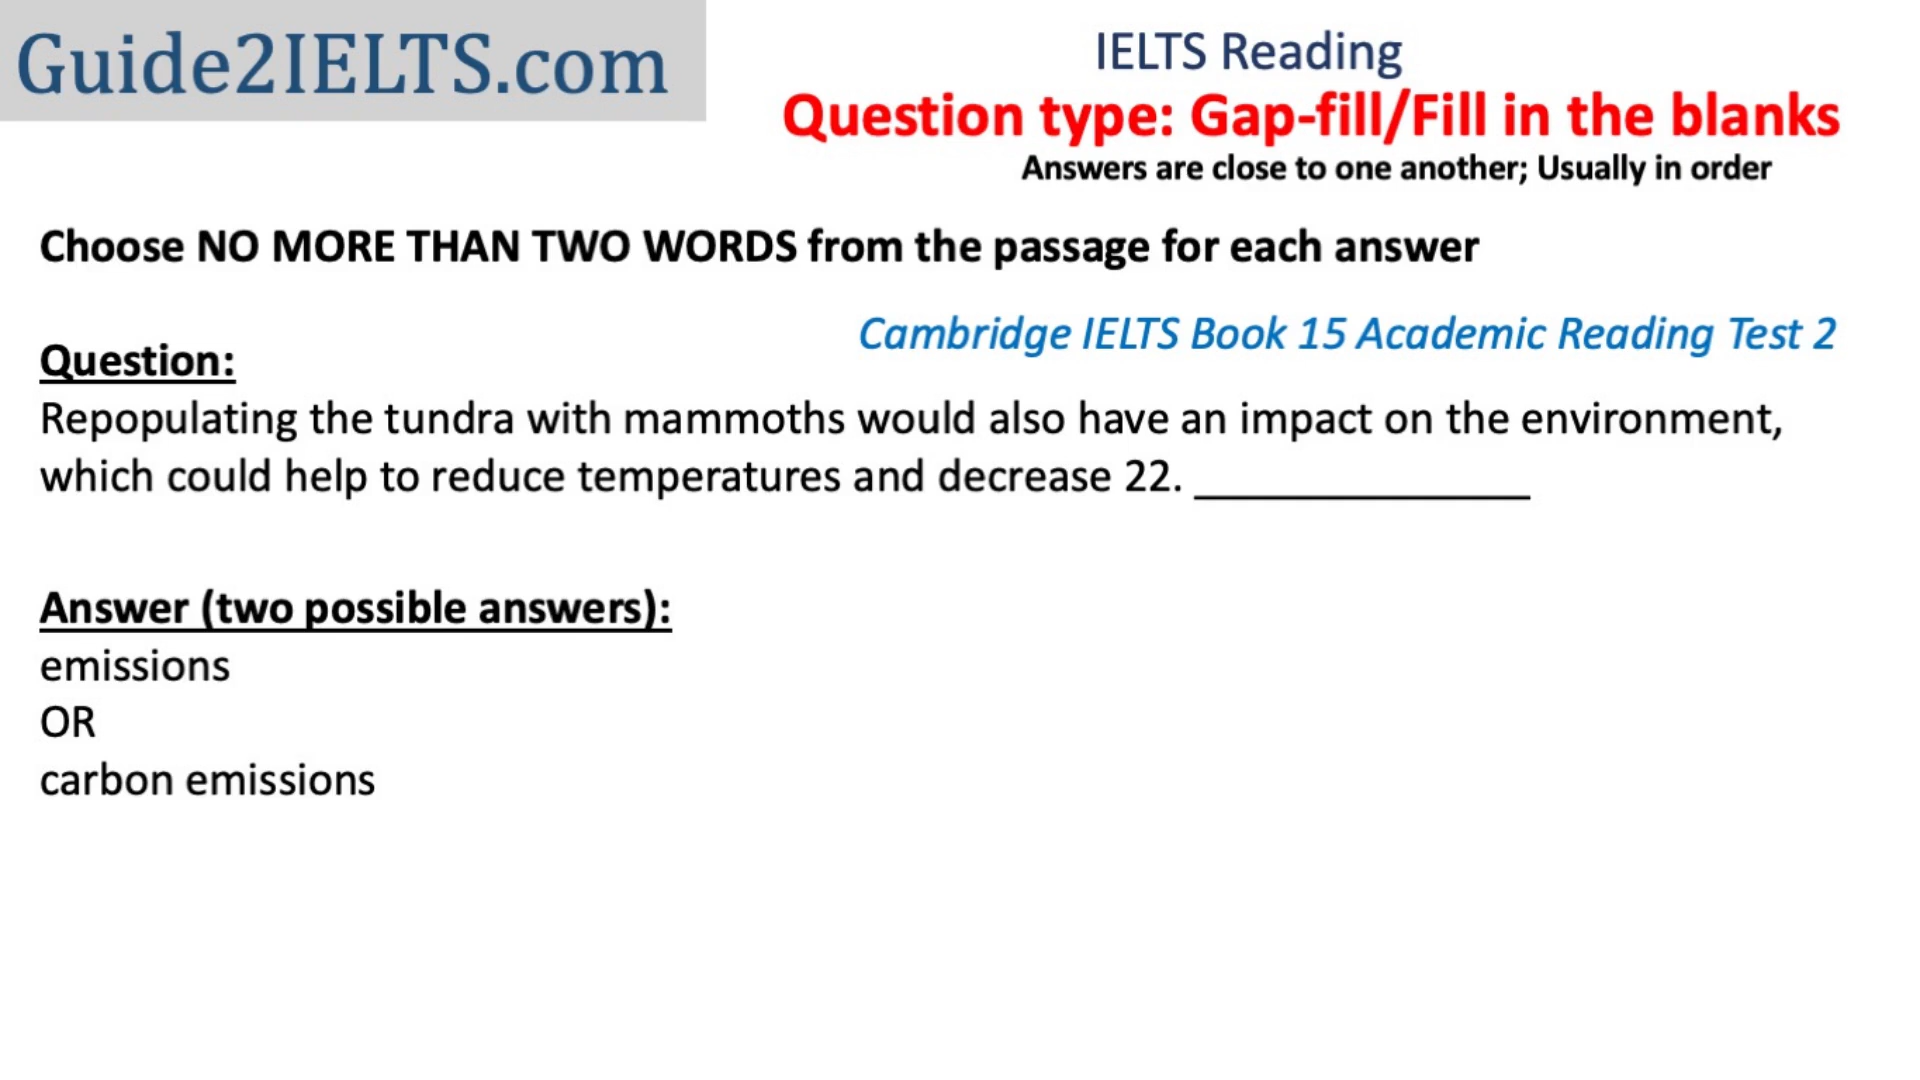 Guide2IELTS.com
IELTS Reading
Question type: Gap-fill/Fill in the blanks
Answers are close to one another; Usually in order
Choose NO MORE THAN TWO WORDS from the passage for each answer
Cambridge IELTS Book 15 Academic Reading Test 2
Question:
Repopulating the tundra with mammoths would also have an impact on the environment,
which could help to reduce temperatures and decrease 22. ______________
Answer (two possible answers):
emissions
OR
carbon emissions